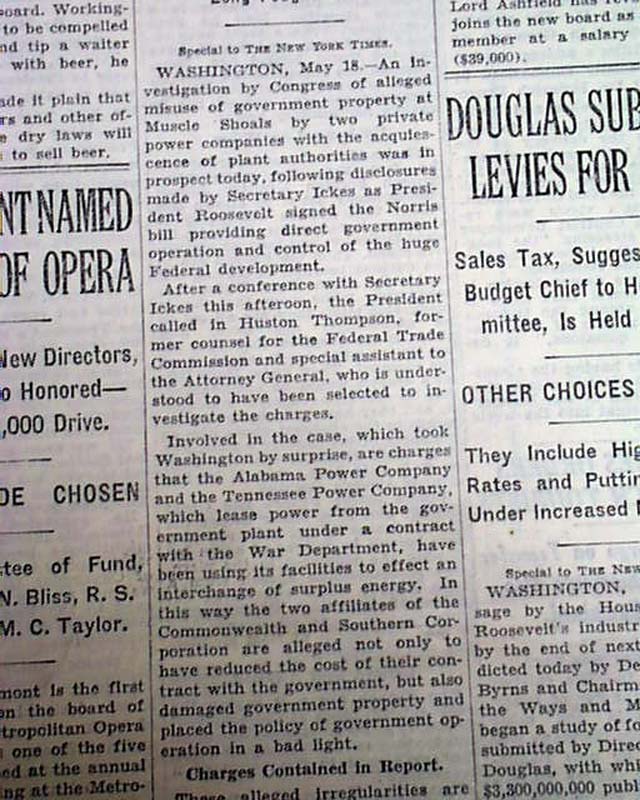 oard. Working-
to be compelled
nd tip a waiter
with beer, he
ade it plain that
rs and other of-
e dry laws will
to sell beer.
NT NAMED
OF OPERA
New Directors,
o Honored—
,000 Drive.
DE CHOSEN
tee of Fund,
N. Bliss, R. S.
M. C. Taylor.
mont is the first
en the board of
tropolitan Opera
s one of the five
ed at the annual
ing at the Metro-
Special to THE NEW YORK TIMES.
WASHINGTON, May 18.—An in-
vestigation by Congress of alleged
misuse of government property at
Muscle Shoals by two private
power companies with the acquies-
cence of plant authorities was in
prospect today, following disclosures
made by Secretary Ickes as Presi-
dent Roosevelt signed the Norris
bill providing direct government
operation and control of the huge
Federal development.
After a conference with Secretary
Ickes this afteroon, the President
called in Huston Thompson, for-
mer counsel for the Federal Trade
Commission and special assistant to
the Attorney General, who is under-
stood to have been selected to in-
vestigate the charges.
Involved in the case, which took
Washington by surprise, are charges
that the Alabama Power Company
and the Tennessee Power Company,
which lease power from the gov-
ernment plant under a contract
with the War Department, have
been using its facilities to effect an
interchange of surplus energy. In
this way the two affiliates of the
Commonwealth and Southern Cor-
poration are alleged not only to
have reduced the cost of their con-
tract with the government, but also
damaged government property and
placed the policy of government op-
eration in a bad light.
Charges Contained in Report.
These alleged irregularities are
Lord Ashfield has
joins the new board as
member at a salary
($39,000).
DOUGLAS SUB
LEVIES FOR
Sales Tax, Sugges
Budget Chief to H
mittee, Is Held
OTHER CHOICES
They Include Hig
Rates and Puttin
Under Increased
Special to THE NEW
WASHINGTON,
sage by the Hou
Roosevelt's industr
by the end of next
dicted today by De
Byrns and Chairm
the Ways and M
began a study of fo
submitted by Direc
Douglas, with whi
$3,300,000,000 publ